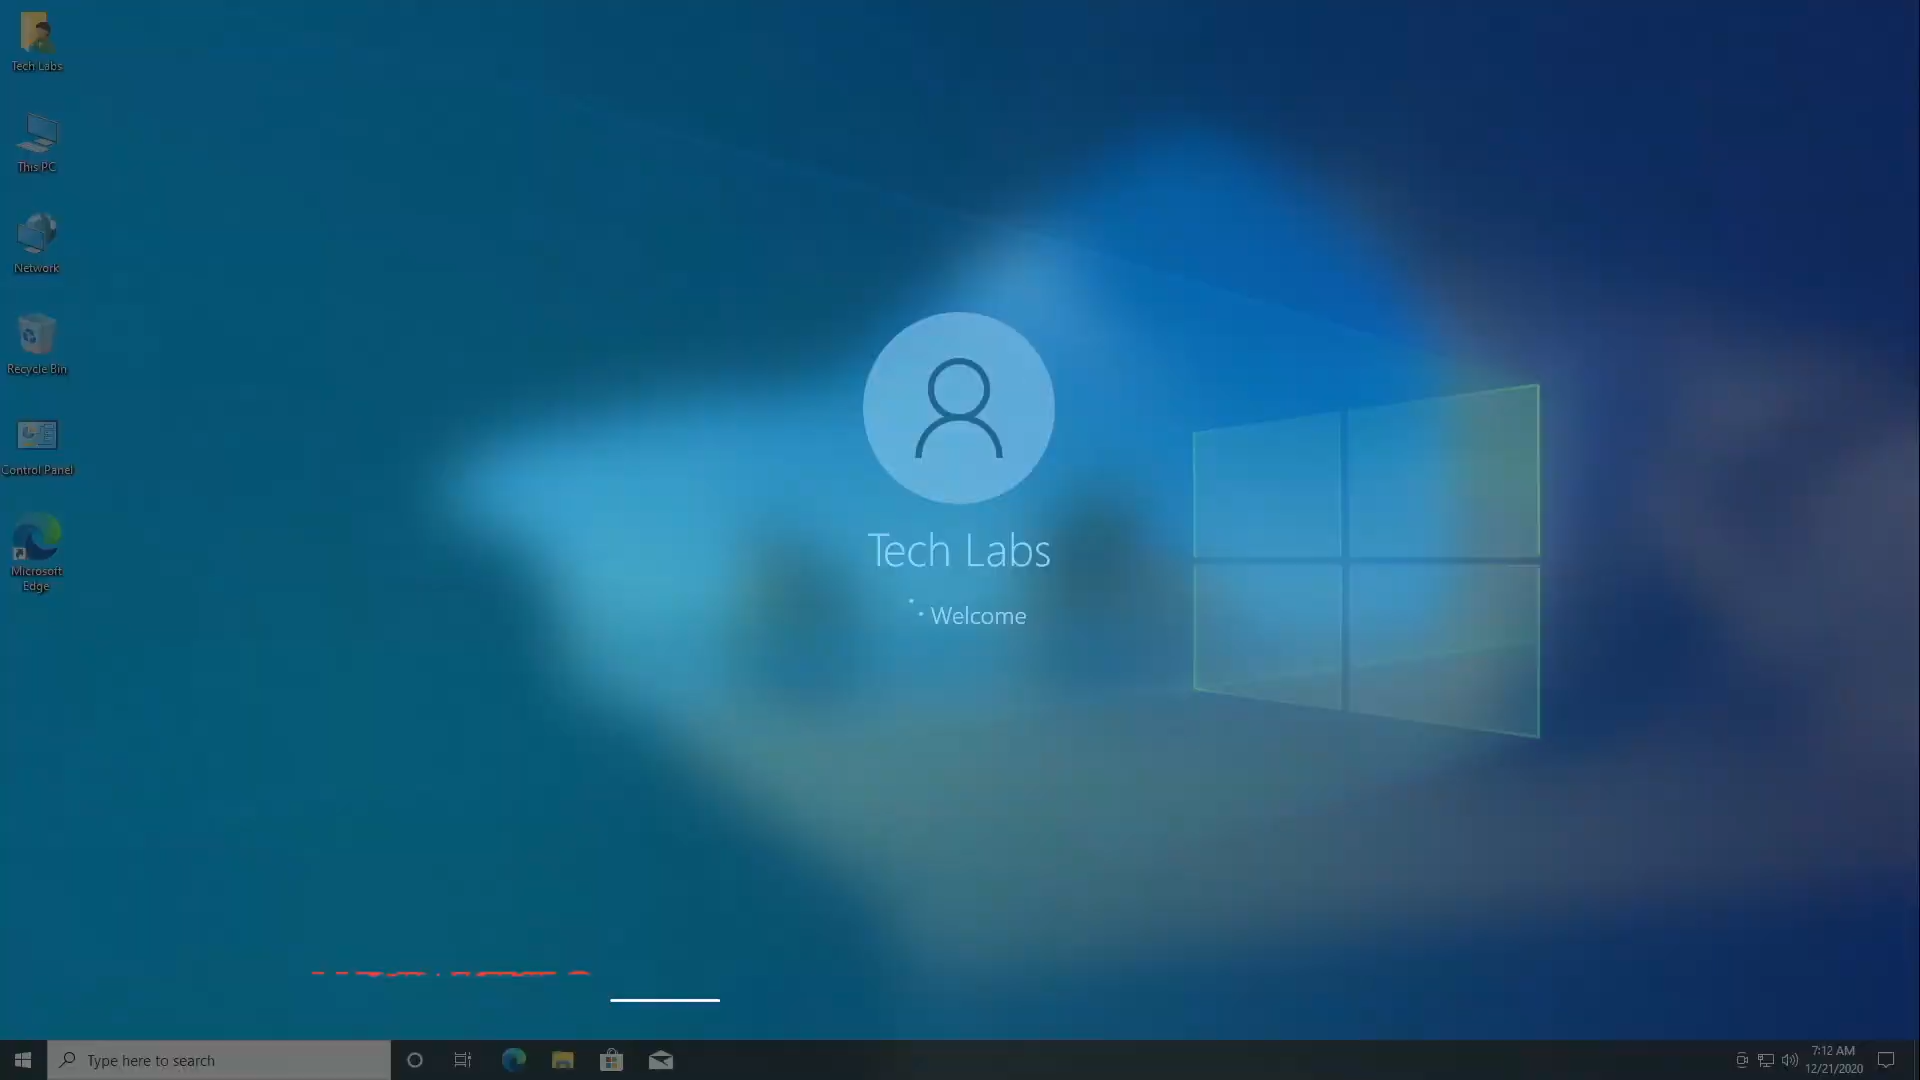 Tech Labs
This PC
Network
Recycle Bin
Control Panel
Microsoft
Edge
Tech Labs
Welcome
Type here to search
7:12 AM
12/21/2020